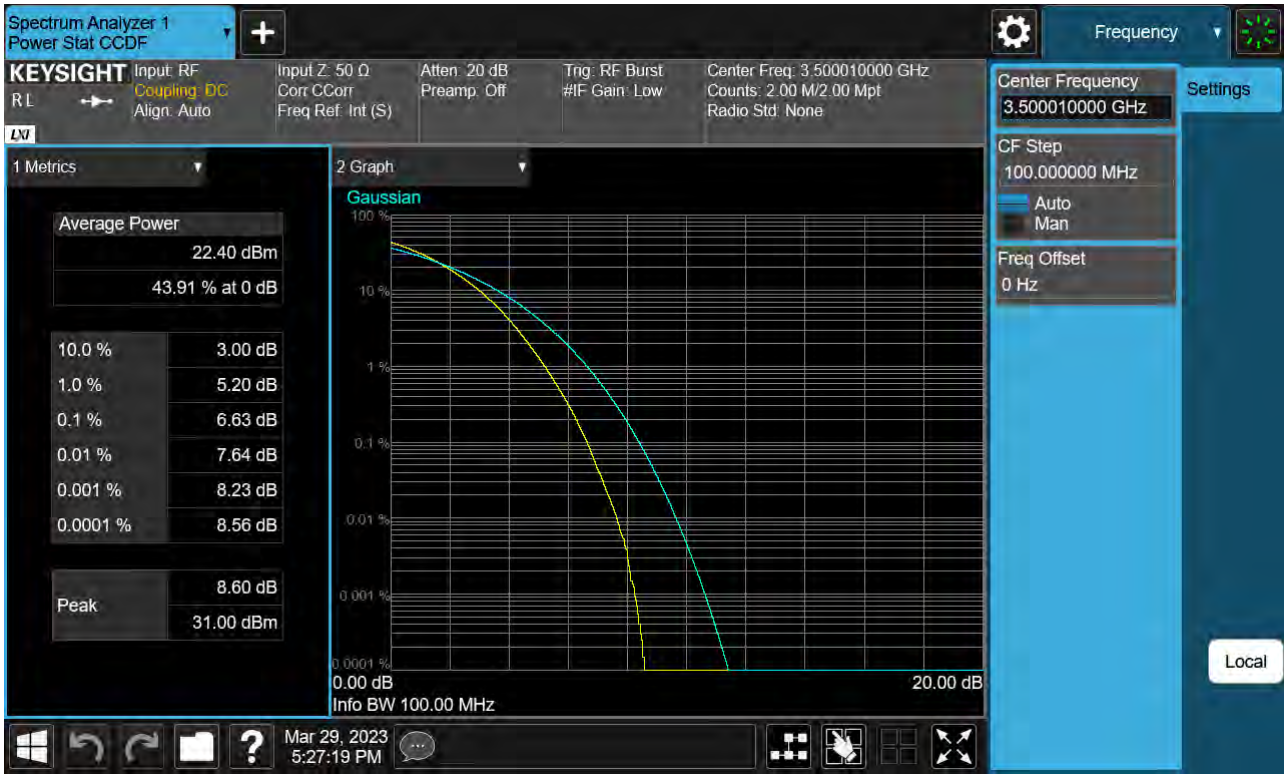 Spectrum Analyzer 1
Power Stat CCDF
Frequency
KEYSIGHT
R L
LXI
Input: RF
Coupling: DC
Align: Auto
Input Z: 50 Ω
Corr CCorr
Freq Ref: Int (S)
Atten: 20 dB
Preamp: Off
Trig: RF Burst
#IF Gain: Low
Center Freq: 3.500010000 GHz
Counts: 2.00 M/2.00 Mpt
Radio Std: None
Center Frequency
3.500010000 GHz
CF Step
100.000000 MHz
Auto
Man
Freq Offset
0 Hz
Settings
Local
1 Metrics
Average Power
22.40 dBm
43.91 % at 0 dB
10.0 % 3.00 dB
1.0 % 5.20 dB
0.1 % 6.63 dB
0.01 % 7.64 dB
0.001 % 8.23 dB
0.0001 % 8.56 dB
Peak
8.60 dB
31.00 dBm
2 Graph
Gaussian
100 %
10 %
1 %
0.1 %
0.01 %
0.001 %
0.0001 %
0.00 dB 20.00 dB
Info BW 100.00 MHz
?
Mar 29, 2023
5:27:19 PM